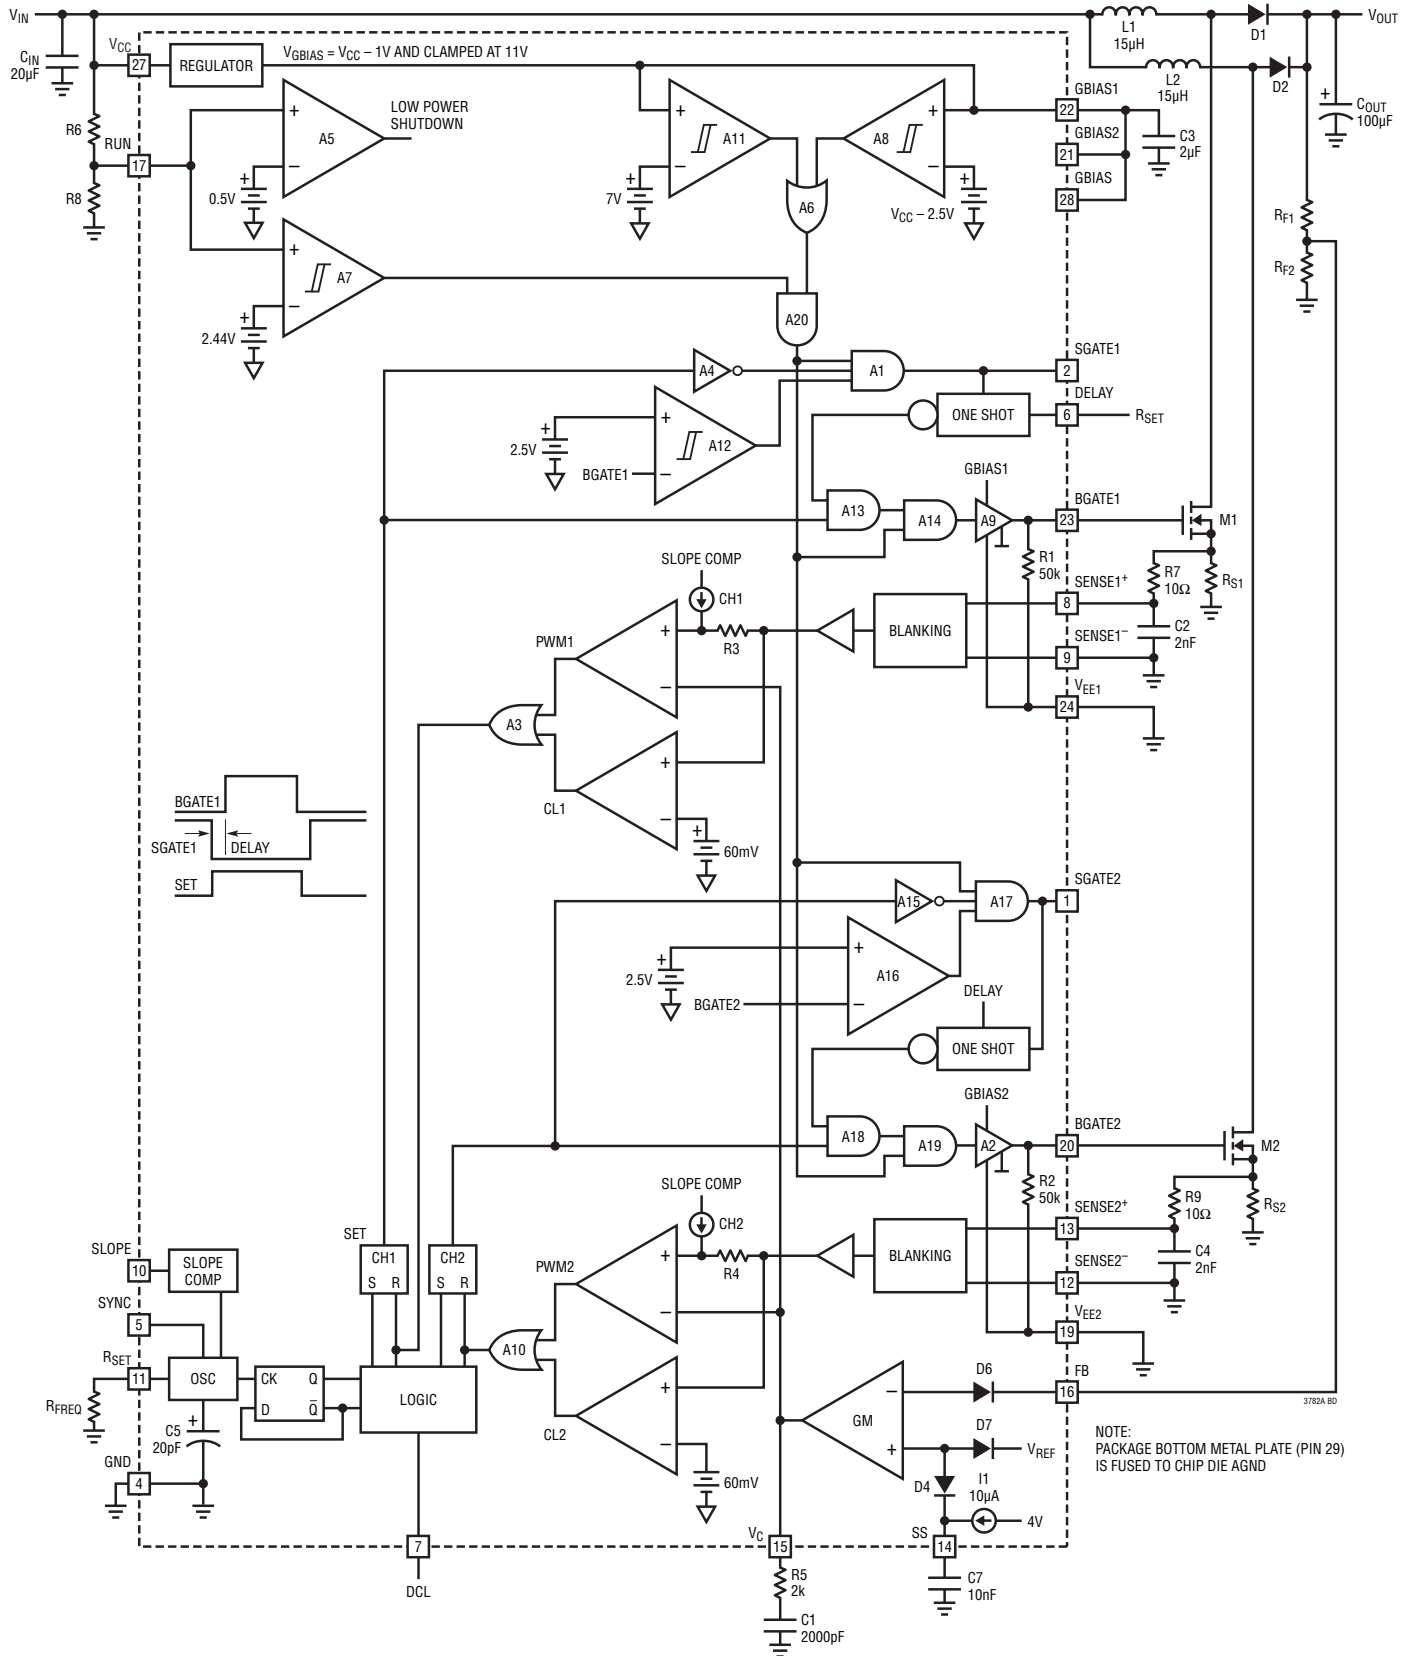 VIN
VOUT
CIN
20µF
VCC
27
REGULATOR
VGBIAS = VCC – 1V AND CLAMPED AT 11V
L1
15µH
D1
L2
15µH
D2
COUT
100µF
R6
RUN
17
R8
+
–
A5
LOW POWER
SHUTDOWN
0.5V
+
–
A11
7V
+
–
A8
VCC – 2.5V
A6
GBIAS1
22
GBIAS2
21
GBIAS
28
C3
2µF
RF1
RF2
+
–
A7
2.44V
A20
A4
A1
SGATE1
2
DELAY
6
RSET
ONE SHOT
2.5V
+
–
A12
BGATE1
GBIAS1
A13
A14
A9
BGATE1
23
M1
R1
50k
R7
10Ω
RS1
SENSE1+
8
C2
2nF
SENSE1–
9
VEE1
24
SLOPE COMP
CH1
R3
BLANKING
PWM1
+
–
A3
CL1
+
–
60mV
BGATE1
SGATE1
DELAY
SET
SGATE2
1
A15
A17
2.5V
+
–
A16
BGATE2
DELAY
ONE SHOT
GBIAS2
A18
A19
A2
BGATE2
20
M2
R2
50k
R9
10Ω
RS2
SENSE2+
13
C4
2nF
SENSE2–
12
VEE2
19
SLOPE COMP
CH2
R4
BLANKING
PWM2
+
–
A10
CL2
+
–
60mV
SET
CH1
S R
CH2
S R
SLOPE
10
SLOPE
COMP
SYNC
5
RSET
11
OSC
RFREQ
CK Q
D Q̅
LOGIC
C5
20pF
GND
4
GM
–
+
D6
FB
16
D7
VREF
D4
I1
10µA
4V
SS
14
C7
10nF
VC
15
R5
2k
C1
2000pF
7
DCL
3782A BD
NOTE:
PACKAGE BOTTOM METAL PLATE (PIN 29)
IS FUSED TO CHIP DIE AGND